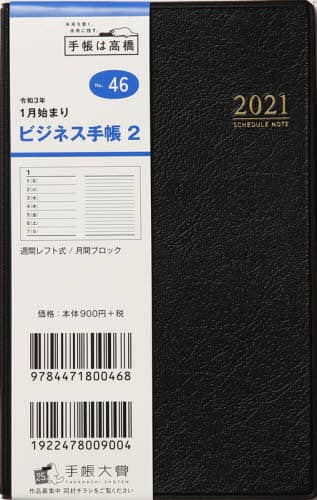 未来を築く、
未来に残す。
手帳は高橋
No. 46
令和3年
1月始まり
ビジネス手帳 2
1
1(月)
2(火)
3(水)
4(木)
5(金)
6(土)
7(日)
週間レフト式 / 月間ブロック
価格：本体900円＋税
9784471800468
1922478009004
25
手帳大賞
TAKAHASHI SHOTEN
作品募集中 同封チラシをご覧ください
2021
SCHEDULE NOTE